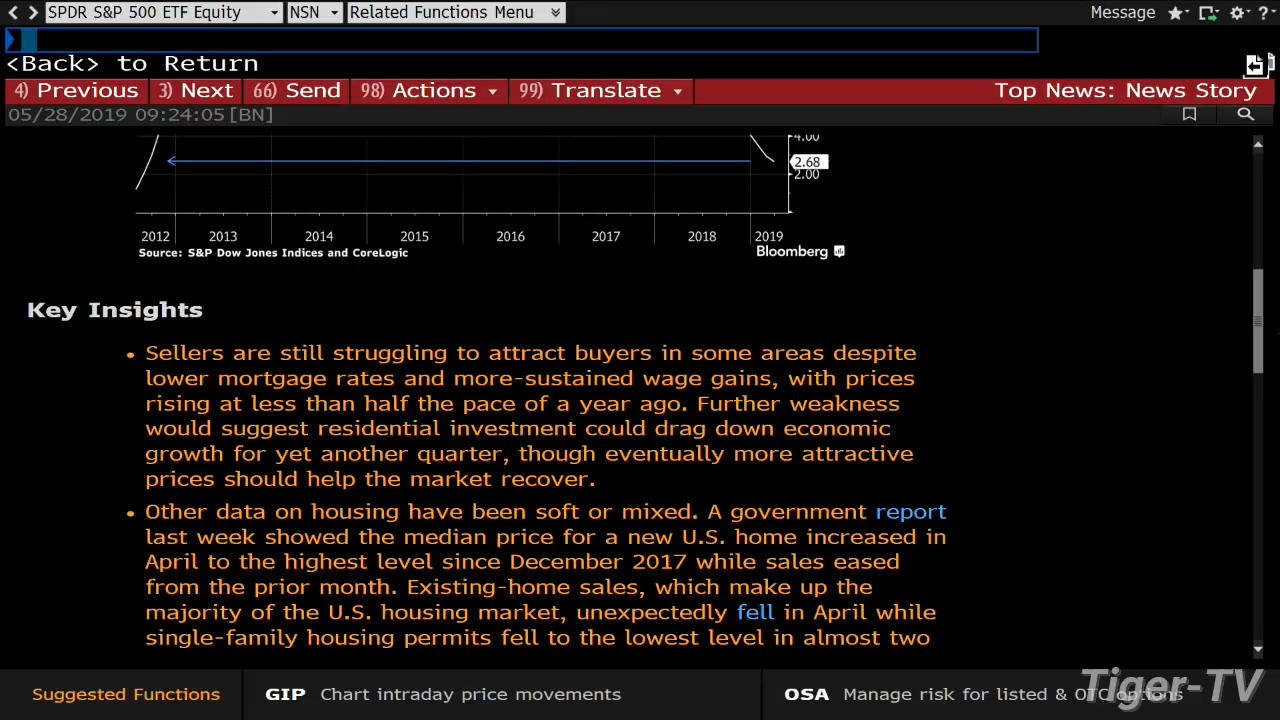 SPDR S&P 500 ETF Equity NSN Related Functions Menu Message ?
<Back> to Return
4) Previous 3) Next 66) Send 98) Actions 99) Translate Top News: News Story
05/28/2019 09:24:05 [BN]
4.00
2.68
2.00
2012 2013 2014 2015 2016 2017 2018 2019
Source: S&P Dow Jones Indices and CoreLogic Bloomberg
Key Insights
• Sellers are still struggling to attract buyers in some areas despite
lower mortgage rates and more-sustained wage gains, with prices
rising at less than half the pace of a year ago. Further weakness
would suggest residential investment could drag down economic
growth for yet another quarter, though eventually more attractive
prices should help the market recover.
• Other data on housing have been soft or mixed. A government report
last week showed the median price for a new U.S. home increased in
April to the highest level since December 2017 while sales eased
from the prior month. Existing-home sales, which make up the
majority of the U.S. housing market, unexpectedly fell in April while
single-family housing permits fell to the lowest level in almost two
Suggested Functions GIP Chart intraday price movements OSA Manage risk for listed & OTC options
Tiger-TV